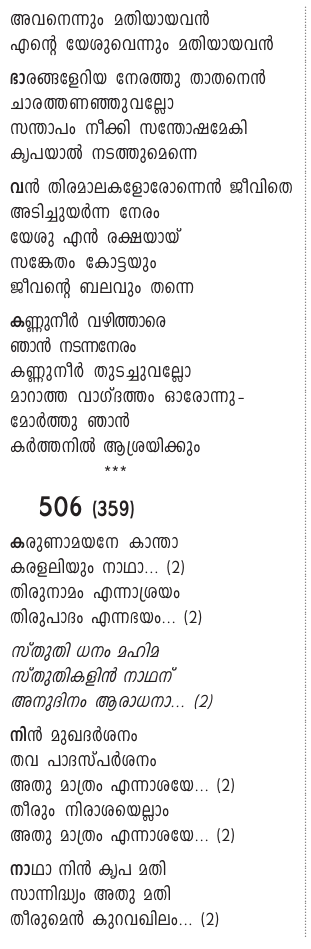 അവനെന്നും മതിയായവൻ
എന്റെ യേശുവെന്നും മതിയായവൻ
ഭാരങ്ങളേറിയ നേരത്തു താതനെൻ
ചാരത്തണഞ്ഞുവല്ലോ
സന്താപം നീക്കി സന്തോഷമേകി
കൃപയാൽ നടത്തുമെന്നെ
വൻ തിരമാലകളോരോന്നെൻ ജീവിതെ
അടിച്ചുയർന്ന നേരം
യേശു എൻ രക്ഷയായ്
സങ്കേതം കോട്ടയും
ജീവന്റെ ബലവും തന്നെ
കണ്ണുനീർ വഴിത്താരെ
ഞാൻ നടന്നനേരം
കണ്ണുനീർ തുടച്ചുവല്ലോ
മാറാത്ത വാഗ്ദത്തം ഓരോന്നു-
മോർത്തു ഞാൻ
കർത്തനിൽ ആശ്രയിക്കും
***
506 (359)
കരുണാമയനേ കാന്താ
കരളലിയും നാഥാ... (2)
തിരുനാമം എന്നാശ്രയം
തിരുപാദം എന്നഭയം... (2)
സ്തുതി ധനം മഹിമ
സ്തുതികളിൻ നാഥന്
അനുദിനം ആരാധനാ... (2)
നിൻ മുഖദർശനം
തവ പാദസ്പർശനം
അതു മാത്രം എന്നാശയേ... (2)
തീരും നിരാശയെല്ലാം
അതു മാത്രം എന്നാശയേ... (2)
നാഥാ നിൻ കൃപ മതി
സാന്നിദ്ധ്യം അതു മതി
തീരുമെൻ കുറവഖിലം... (2)